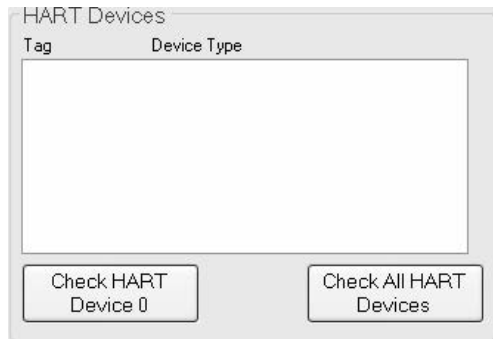 HART Devices
Tag Device Type
Check HART
Device 0
Check All HART
Devices